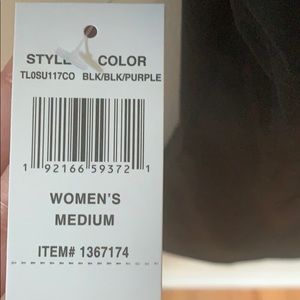 STYLE COLOR
TL0SU117CO BLK/BLK/PURPLE
1 92166 59372 1
WOMEN'S
MEDIUM
ITEM# 1367174